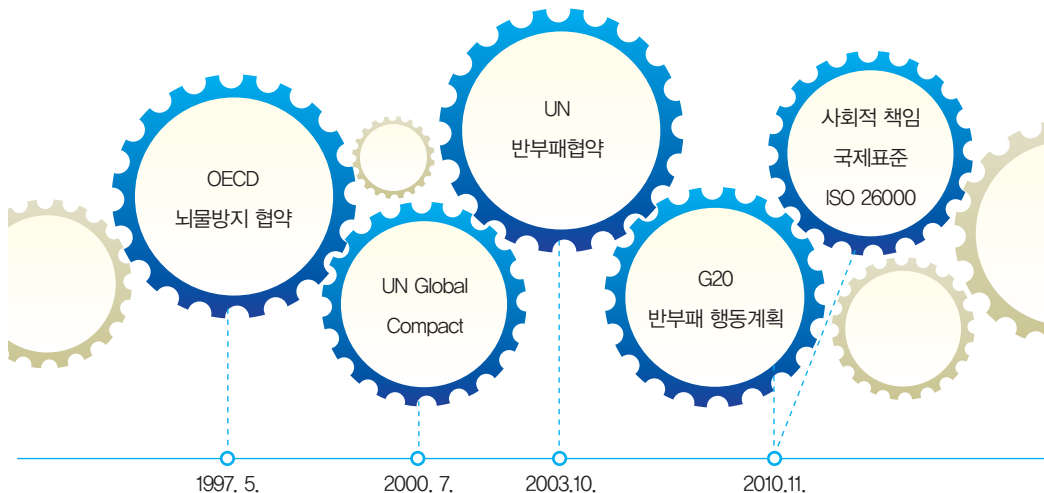 OECD
뇌물방지 협약
UN Global
Compact
UN
반부패협약
G20
반부패 행동계획
사회적 책임
국제표준
ISO 26000
1997. 5.
2000. 7.
2003.10.
2010.11.